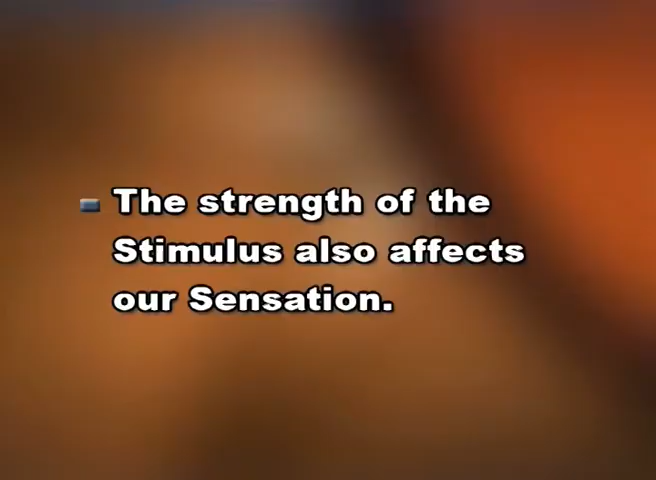 The strength of the
Stimulus also affects
our Sensation.